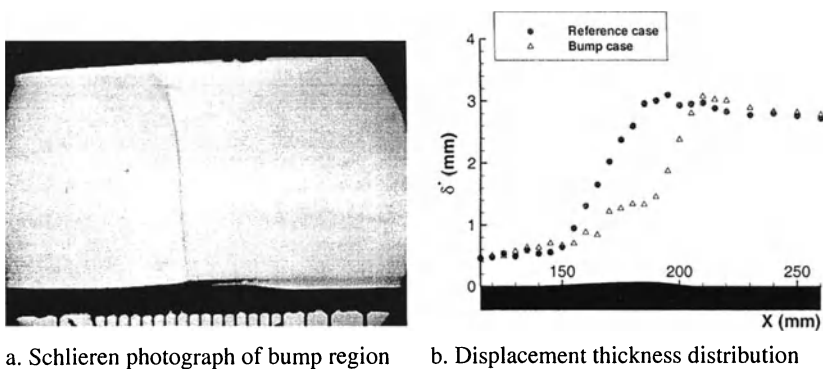 Reference case
Bump case
4
3
2
1
0
δ* (mm)
150
200
250
X (mm)
a. Schlieren photograph of bump region
b. Displacement thickness distribution